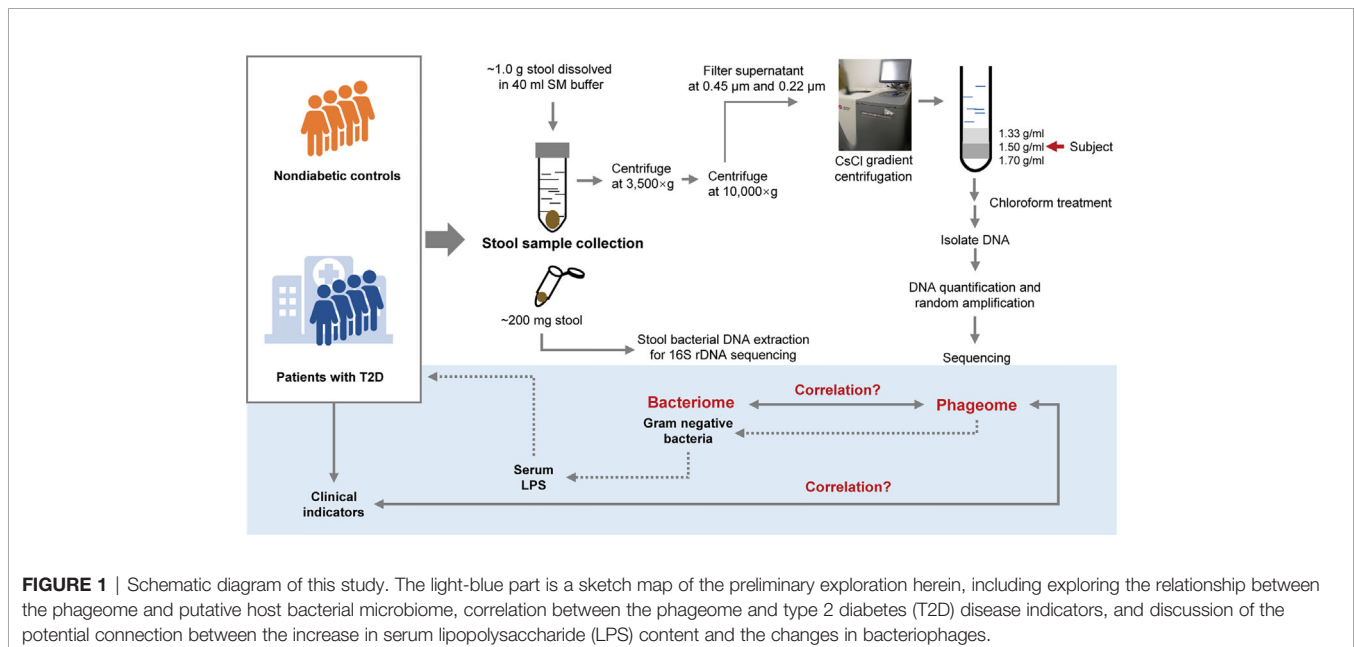 ~1.0 g stool dissolved
in 40 ml SM buffer
Filter supernatant
at 0.45 μm and 0.22 μm
Nondiabetic controls
Centrifuge
at 3,500×g
Centrifuge
at 10,000×g
CsCl gradient
centrifugation
1.33 g/ml
1.50 g/ml
1.70 g/ml
Subject
Chloroform treatment
Stool sample collection
Isolate DNA
DNA quantification and
random amplification
~200 mg stool
Stool bacterial DNA extraction
for 16S rDNA sequencing
Sequencing
Patients with T2D
Bacteriome
Correlation?
Phageome
Gram negative
bacteria
Serum
LPS
Correlation?
Clinical
indicators
FIGURE 1 | Schematic diagram of this study. The light-blue part is a sketch map of the preliminary exploration herein, including exploring the relationship between
the phageome and putative host bacterial microbiome, correlation between the phageome and type 2 diabetes (T2D) disease indicators, and discussion of the
potential connection between the increase in serum lipopolysaccharide (LPS) content and the changes in bacteriophages.